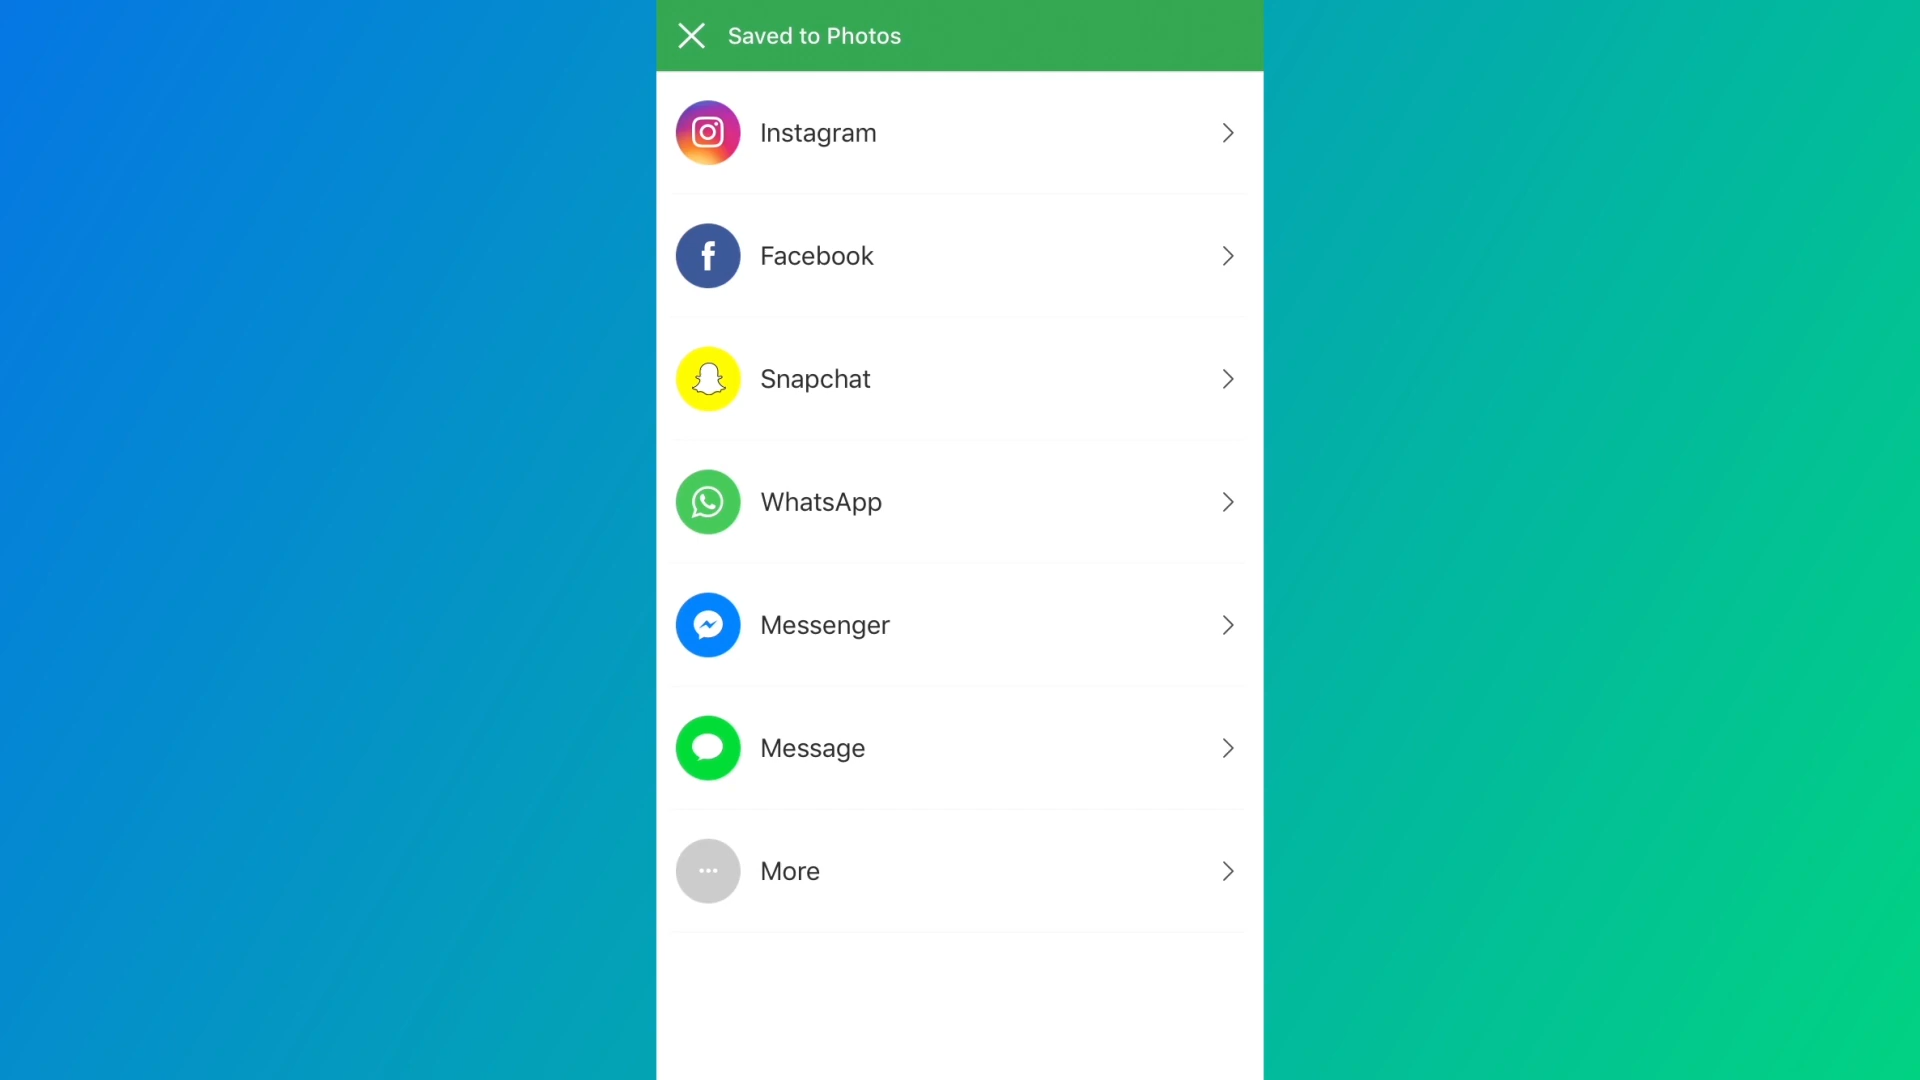 Saved to Photos
Instagram
Facebook
Snapchat
WhatsApp
Messenger
Message
More